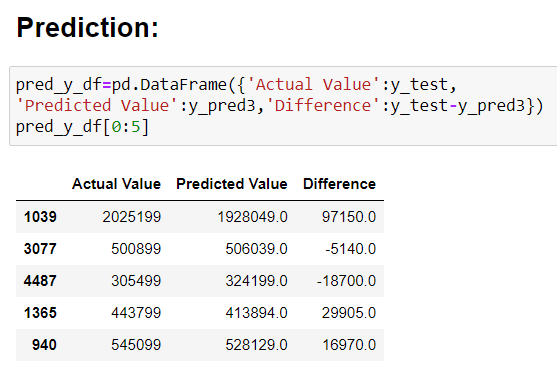 Prediction:
pred_y_df=pd.DataFrame({'Actual Value':y_test,
'Predicted Value':y_pred3,'Difference':y_test-y_pred3})
pred_y_df[0:5]
Actual Value Predicted Value Difference
1039 2025199 1928049.0 97150.0
3077 500899 506039.0 -5140.0
4487 305499 324199.0 -18700.0
1365 443799 413894.0 29905.0
940 545099 528129.0 16970.0